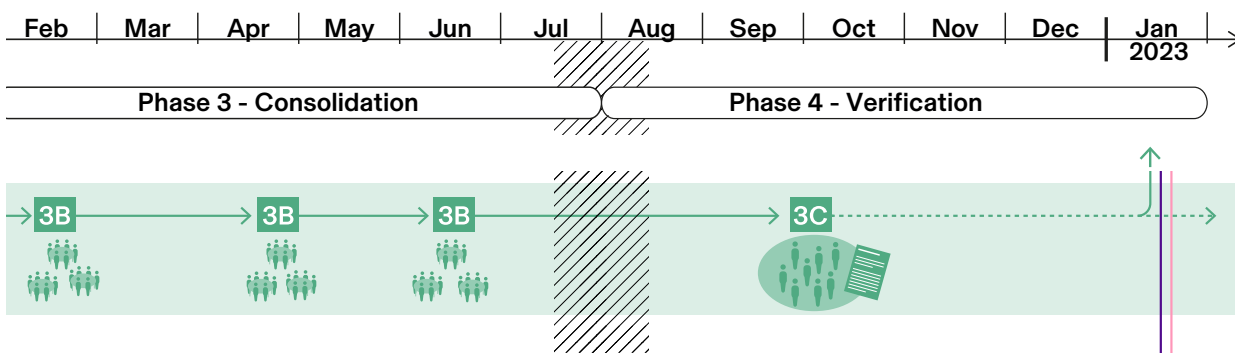 Feb Mar Apr May Jun Jul Aug Sep Oct Nov Dec Jan
2023
Phase 3 - Consolidation Phase 4 - Verification
3B 3B 3B 3C